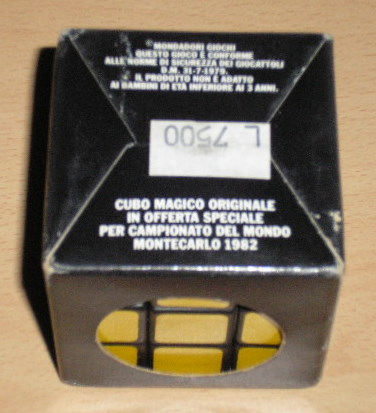 ©MONDADORI GIOCHI
QUESTO GIOCO E CONFORME
ALLE NORME DI SICUREZZA DEI GIOCATTOLI
D.M. 31-7-1979.
IL PRODOTTO NON E ADATTO
AI BAMBINI DI ETA INFERIORE AI 3 ANNI.
L 7500
CUBO MAGICO ORIGINALE
IN OFFERTA SPECIALE
PER CAMPIONATO DEL MONDO
MONTECARLO 1982